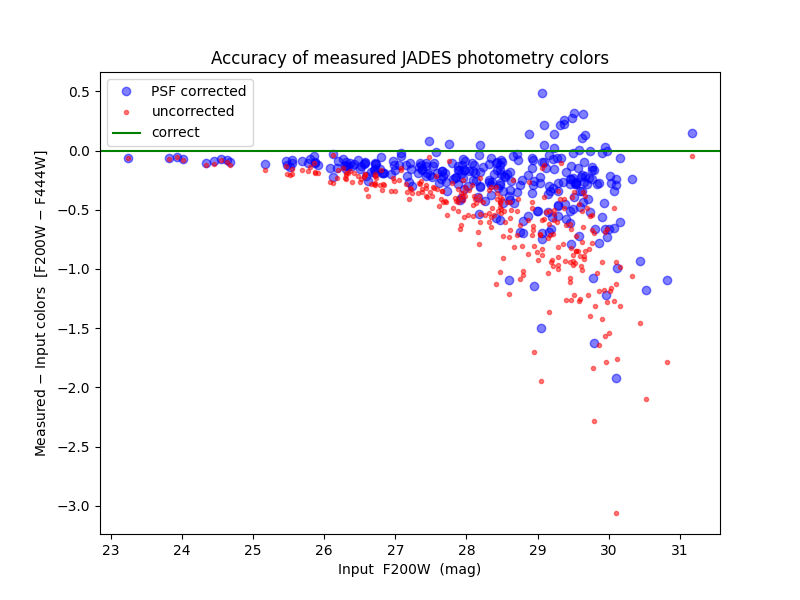 Accuracy of measured JADES photometry colors
PSF corrected
uncorrected
correct
0.5
0.0
−0.5
−1.0
−1.5
−2.0
−2.5
−3.0
Measured − Input colors [F200W − F444W]
23 24 25 26 27 28 29 30 31
Input F200W (mag)